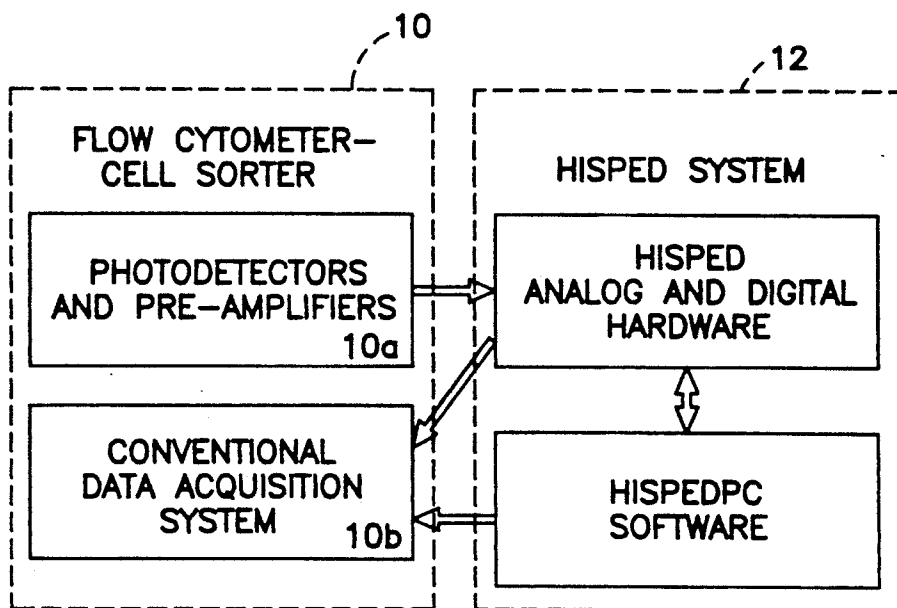 10
12
FLOW CYTOMETER-
CELL SORTER
PHOTODETECTORS
AND PRE-AMPLIFIERS
10a
CONVENTIONAL
DATA ACQUISITION
SYSTEM
10b
HISPED SYSTEM
HISPED
ANALOG AND DIGITAL
HARDWARE
HISPEDPC
SOFTWARE